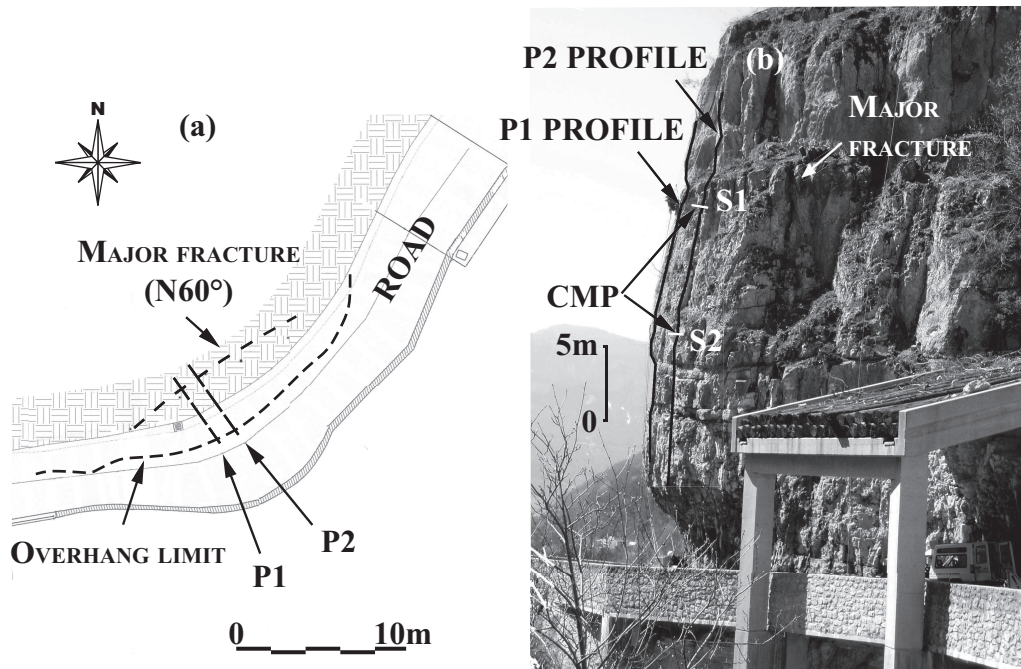 N
(a)
MAJOR FRACTURE
(N60°)
ROAD
OVERHANG LIMIT
P1
P2
0 10m
P2 PROFILE
(b)
P1 PROFILE
MAJOR
FRACTURE
S1
CMP
S2
5m
0